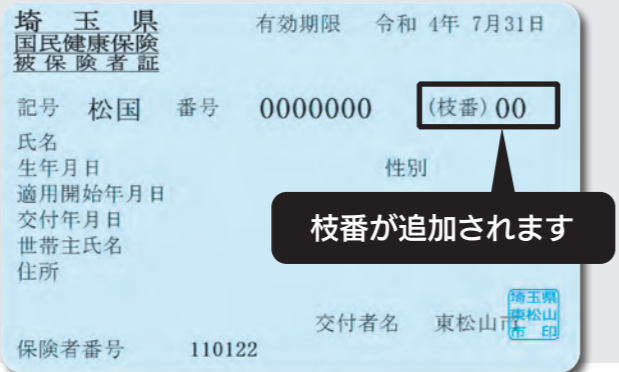 埼玉県 有効期限 令和 4年 7月31日
国民健康保険
被保険者証
記号 松国 番号 0000000 (枝番) 00
氏名
生年月日 性別
適用開始年月日
枝番が追加されます
交付年月日
世帯主氏名
住所
交付者名 東松山市
埼玉県
東松山
市印
保険者番号 110122